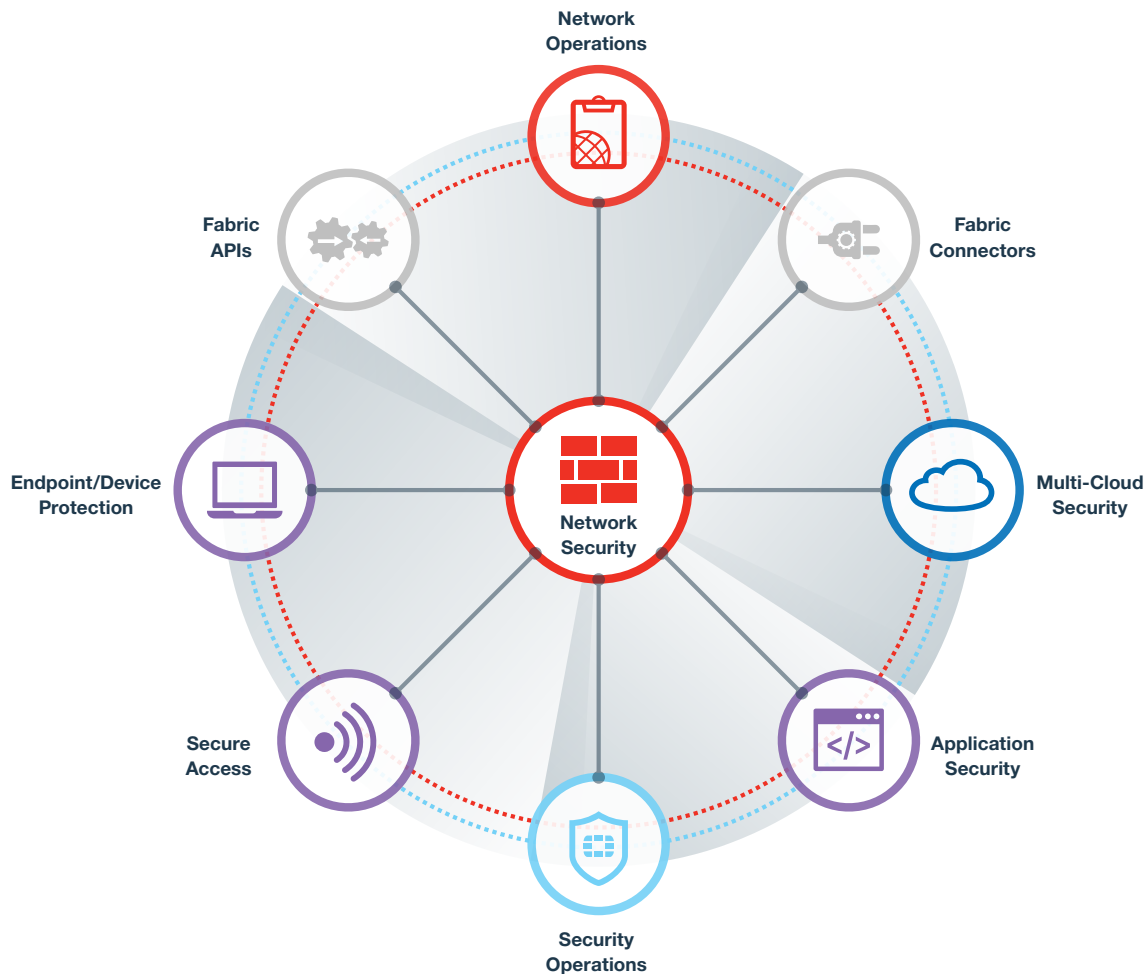 Network
Operations
Fabric
APIs
Fabric
Connectors
Endpoint/Device
Protection
Network
Security
Multi-Cloud
Security
Secure
Access
</>
Application
Security
Security
Operations